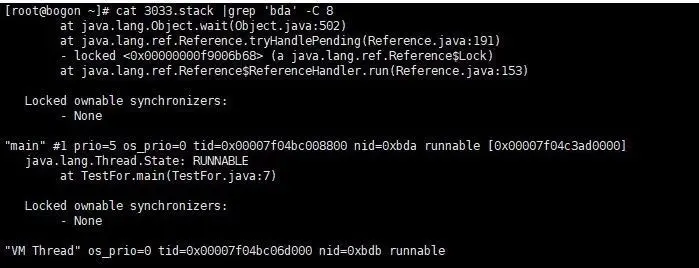 [root@bogon ~]# cat 3033.stack |grep 'bda' -C 8
at java.lang.Object.wait(Object.java:502)
at java.lang.ref.Reference.tryHandlePending(Reference.java:191)
- locked <0x00000000f9006b68> (a java.lang.ref.Reference$Lock)
at java.lang.ref.Reference$ReferenceHandler.run(Reference.java:153)
Locked ownable synchronizers:
- None
"main" #1 prio=5 os_prio=0 tid=0x00007f04bc008800 nid=0xbda runnable [0x00007f04c3ad0000]
java.lang.Thread.State: RUNNABLE
at TestFor.main(TestFor.java:7)
Locked ownable synchronizers:
- None
"VM Thread" os_prio=0 tid=0x00007f04bc06d000 nid=0xbdb runnable